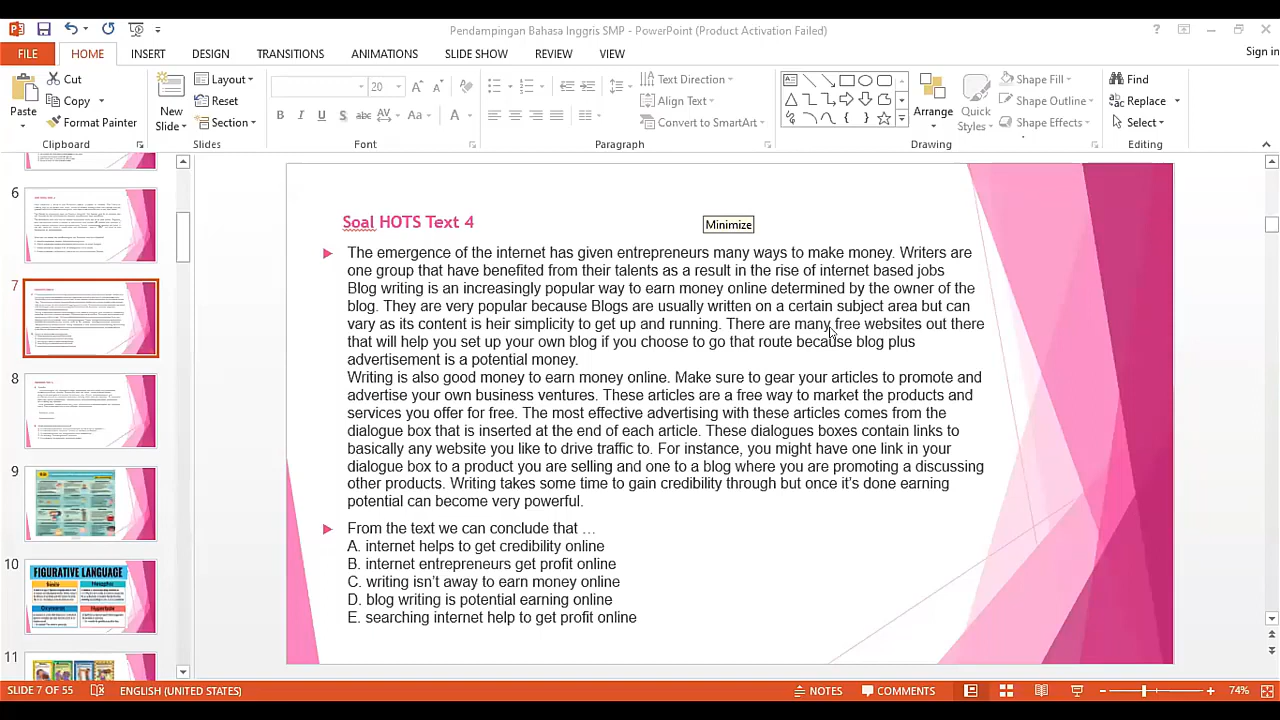 Pendampingan Bahasa Inggris SMP - PowerPoint (Product Activation Failed)
FILE HOME INSERT DESIGN TRANSITIONS ANIMATIONS SLIDE SHOW REVIEW VIEW Sign in
Paste
Cut
Copy
Format Painter
Clipboard
New
Slide
Layout
Reset
Section
Slides
20
Font
Text Direction
Align Text
Convert to SmartArt
Paragraph
Arrange
Quick
Styles
Shape Fill
Shape Outline
Shape Effects
Drawing
Find
Replace
Select
Editing
6
7
8
9
10
FIGURATIVE LANGUAGE
11
Soal HOTS Text 4
Minimize
The emergence of the internet has given entrepreneurs many ways to make money. Writers are
one group that have benefited from their talents as a result in the rise of internet based jobs
Blog writing is an increasingly popular way to earn money online determined by the owner of the
blog. They are very popular because Blogs are usually written in a certain subject area but can
vary as its content is heir simplicity to get up and running. There are many free websites out there
that will help you set up your own blog if you choose to go that route because blog plus
advertisement is a potential money.
Writing is also good money to earn money online. Make sure to gear your articles to promote and
advertise your own business ventures. These articles are a free way to market the products and
services you offer for free. The most effective advertising with these articles comes from the
dialogue box that is inserted at the end of each article. These dialogues boxes contain links to
basically any website you like to drive traffic to. For instance, you might have one link in your
dialogue box to a product you are selling and one to a blog where you are promoting a discussing
other products. Writing takes some time to gain credibility through but once it's done earning
potential can become very powerful.
From the text we can conclude that …
A. internet helps to get credibility online
B. internet entrepreneurs get profit online
C. writing isn't away to earn money online
D. blog writing is potential earning online
E. searching internet help to get profit online
SLIDE 7 OF 55 ENGLISH (UNITED STATES) NOTES COMMENTS 74%